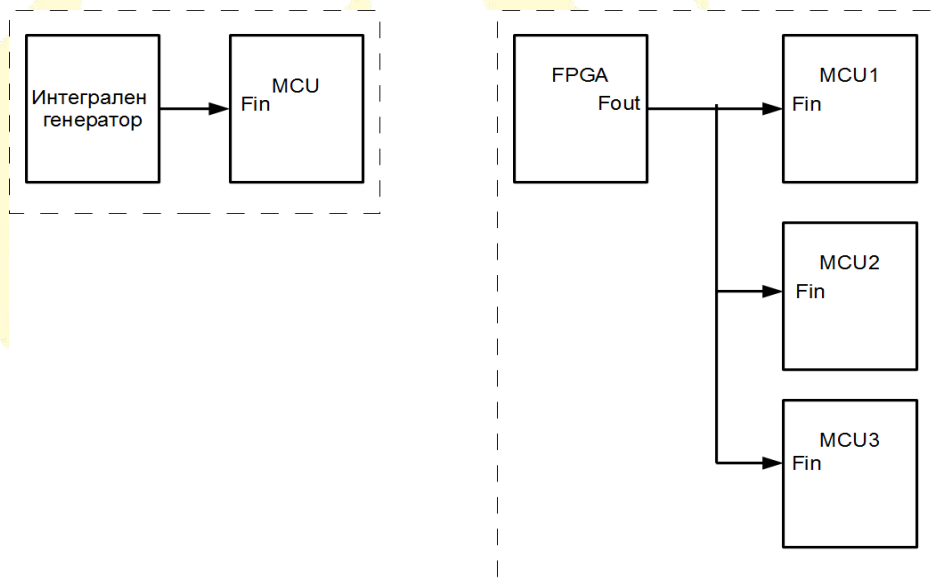 Интегрален
генератор
MCU
Fin
FPGA
Fout
MCU1
Fin
MCU2
Fin
MCU3
Fin